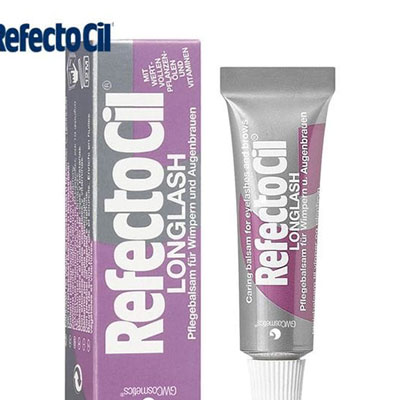 RefectoCil
MIT
WERT-
VOLLEN
PFLANZEN-
ÖLEN
UND
VITAMINEN
RefectoCil®
LONGLASH
Pflegebalsam für Wimpern und Augenbrauen
GWCosmetics®
Caring balsam for eyelashes and brows
RefectoCil®
LONGLASH
Pflegebalsam für Wimpern u. Augenbrauen
GWCosmetics®